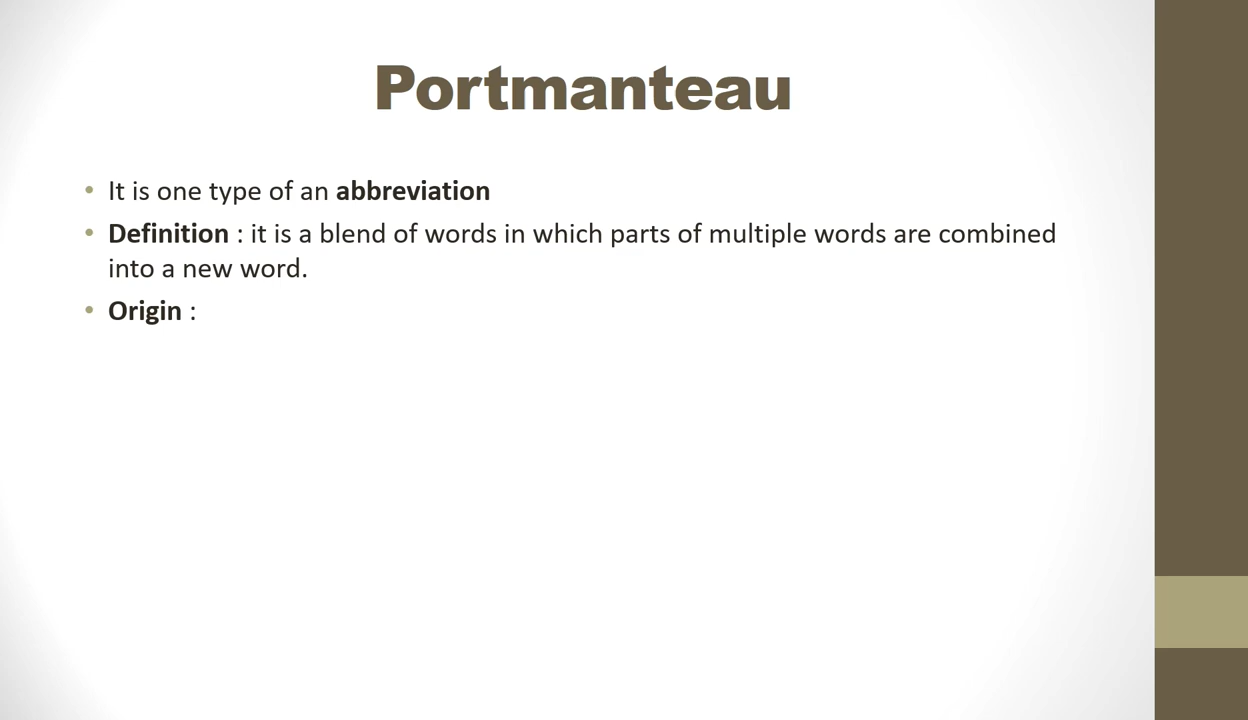 Portmanteau
• It is one type of an abbreviation
• Definition : it is a blend of words in which parts of multiple words are combined
into a new word.
• Origin :